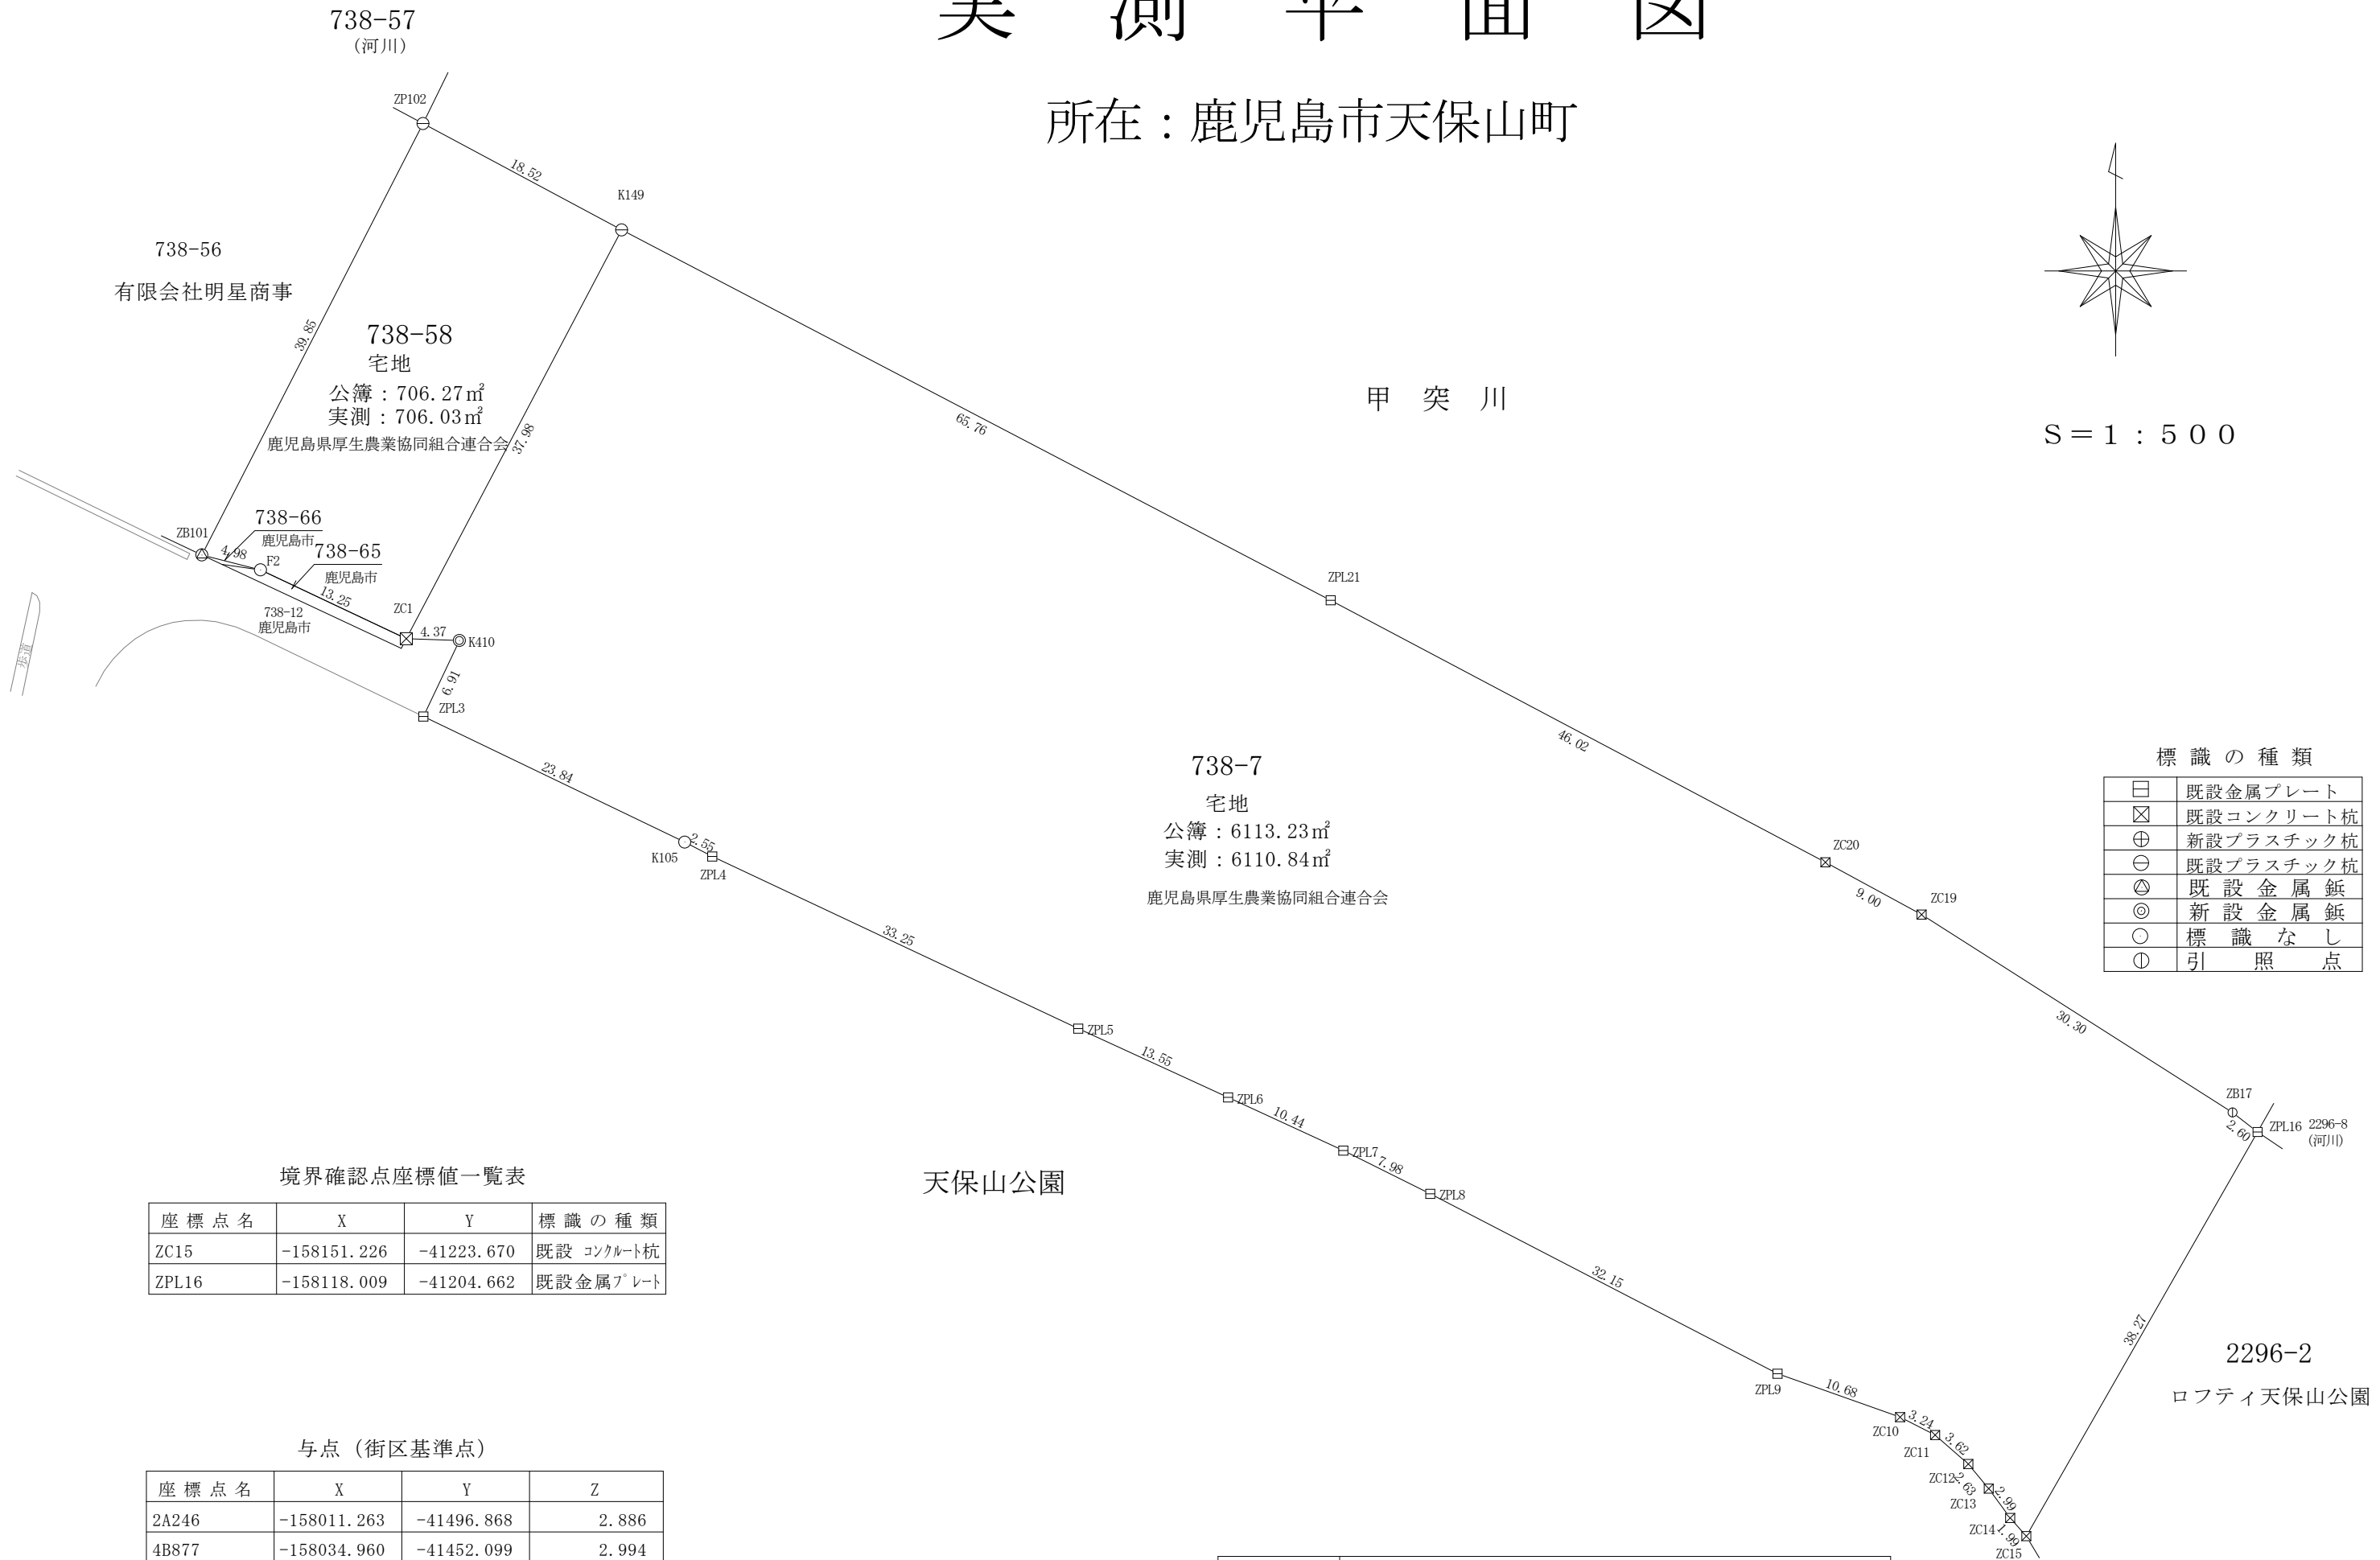 実測平面図
所在：鹿児島市天保山町
738-57
(河川)
ZP102
18.52
K149
738-56
有限会社明星商事
39.85
738-58
宅地
公簿：706.27㎡
実測：706.03㎡
鹿児島県厚生農業協同組合連合会
37.98
65.76
甲突川
S＝1：500
ZB101
4.98
738-66
鹿児島市
F2
738-65
鹿児島市
13.25
738-12
鹿児島市
ZC1
4.37
K410
6.91
ZPL3
歩道
ZPL21
46.02
23.84
K105
2.55
ZPL4
738-7
宅地
公簿：6113.23㎡
実測：6110.84㎡
鹿児島県厚生農業協同組合連合会
ZC20
9.00
ZC19
標識の種類
既設金属プレート
既設コンクリート杭
新設プラスチック杭
既設プラスチック杭
既設金属鋲
新設金属鋲
標識なし
引照点
33.25
ZPL5
30.30
13.55
ZPL6
10.44
ZPL7
7.98
ZPL8
ZB17
2.60
ZPL16
2296-8
(河川)
天保山公園
32.15
38.27
2296-2
ロフティ天保山公園
ZPL9
10.68
ZC10
3.24
ZC11
3.62
ZC12
2.63
ZC13
2.99
ZC14
1.99
ZC15
境界確認点座標値一覧表
座標点名 X Y 標識の種類
ZC15 -158151.226 -41223.670 既設 ｺﾝｸﾙｰﾄ杭
ZPL16 -158118.009 -41204.662 既設金属ﾌﾟﾚｰﾄ
与点（街区基準点）
座標点名 X Y Z
2A246 -158011.263 -41496.868 2.886
4B877 -158034.960 -41452.099 2.994